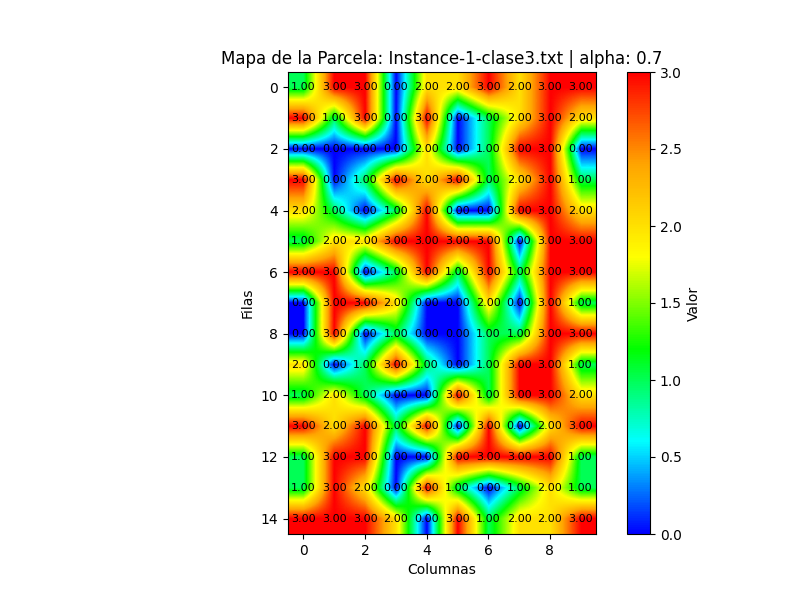 Mapa de la Parcela: Instance-1-clase3.txt | alpha: 0.7
0 1.00 3.00 3.00 0.00 2.00 2.00 3.00 2.00 3.00 3.00
3.00 1.00 3.00 0.00 3.00 0.00 1.00 2.00 3.00 2.00
2 0.00 0.00 0.00 0.00 2.00 0.00 1.00 3.00 3.00 0.00
3.00 0.00 1.00 3.00 2.00 3.00 1.00 2.00 3.00 1.00
4 2.00 1.00 0.00 1.00 3.00 0.00 0.00 3.00 3.00 2.00
1.00 2.00 2.00 3.00 3.00 3.00 3.00 0.00 3.00 3.00
6 3.00 3.00 0.00 1.00 3.00 1.00 3.00 1.00 3.00 3.00
0.00 3.00 3.00 2.00 0.00 0.00 2.00 0.00 3.00 1.00
8 0.00 3.00 0.00 1.00 0.00 0.00 1.00 1.00 3.00 3.00
2.00 0.00 1.00 3.00 1.00 0.00 1.00 3.00 3.00 1.00
10 1.00 2.00 1.00 0.00 0.00 3.00 1.00 3.00 3.00 2.00
3.00 2.00 3.00 1.00 3.00 0.00 3.00 0.00 2.00 3.00
12 1.00 3.00 3.00 0.00 0.00 3.00 3.00 3.00 3.00 1.00
1.00 3.00 2.00 0.00 3.00 1.00 0.00 1.00 2.00 1.00
14 3.00 3.00 3.00 2.00 0.00 3.00 1.00 2.00 2.00 3.00
0 2 4 6 8
Columnas
Filas
3.0
2.5
2.0
1.5
1.0
0.5
0.0
Valor